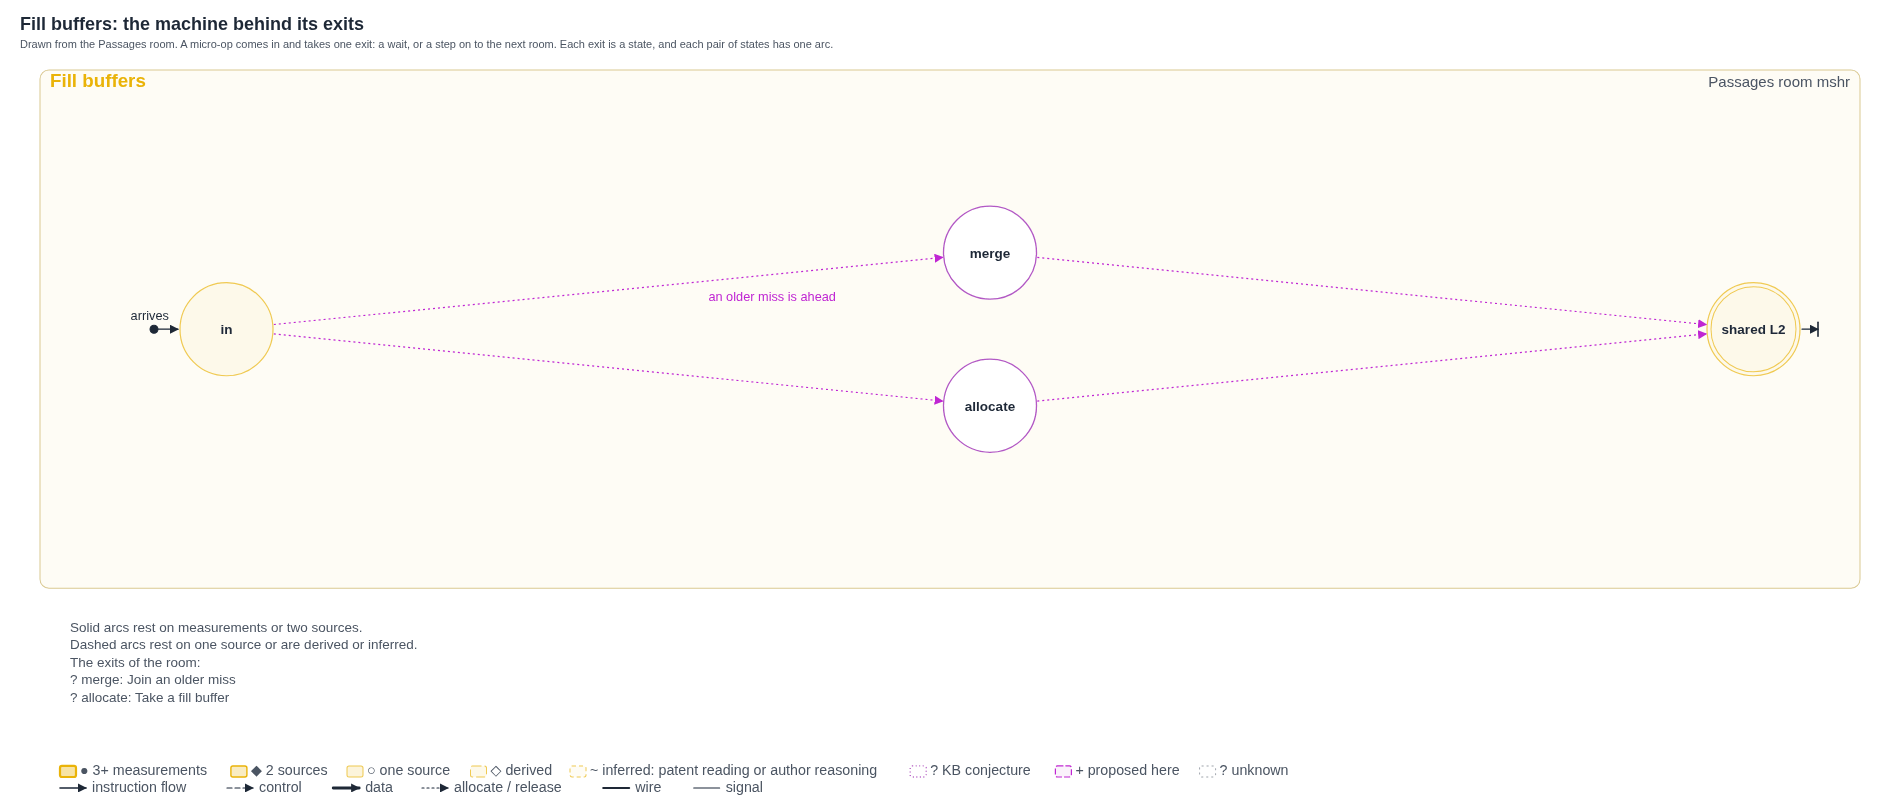 Fill buffers: the machine behind its exits
Drawn from the Passages room. A micro-op comes in and takes one exit: a wait, or a step on to the next room. Each exit is a state, and each pair of states has one arc.
Fill buffers
Passages room mshr
merge
an older miss is ahead
arrives
in
shared L2
allocate
Solid arcs rest on measurements or two sources.
Dashed arcs rest on one source or are derived or inferred.
The exits of the room:
? merge: Join an older miss
? allocate: Take a fill buffer
● 3+ measurements ◆ 2 sources ○ one source ◇ derived ~ inferred: patent reading or author reasoning ? KB conjecture + proposed here ? unknown
instruction flow control data allocate / release wire signal